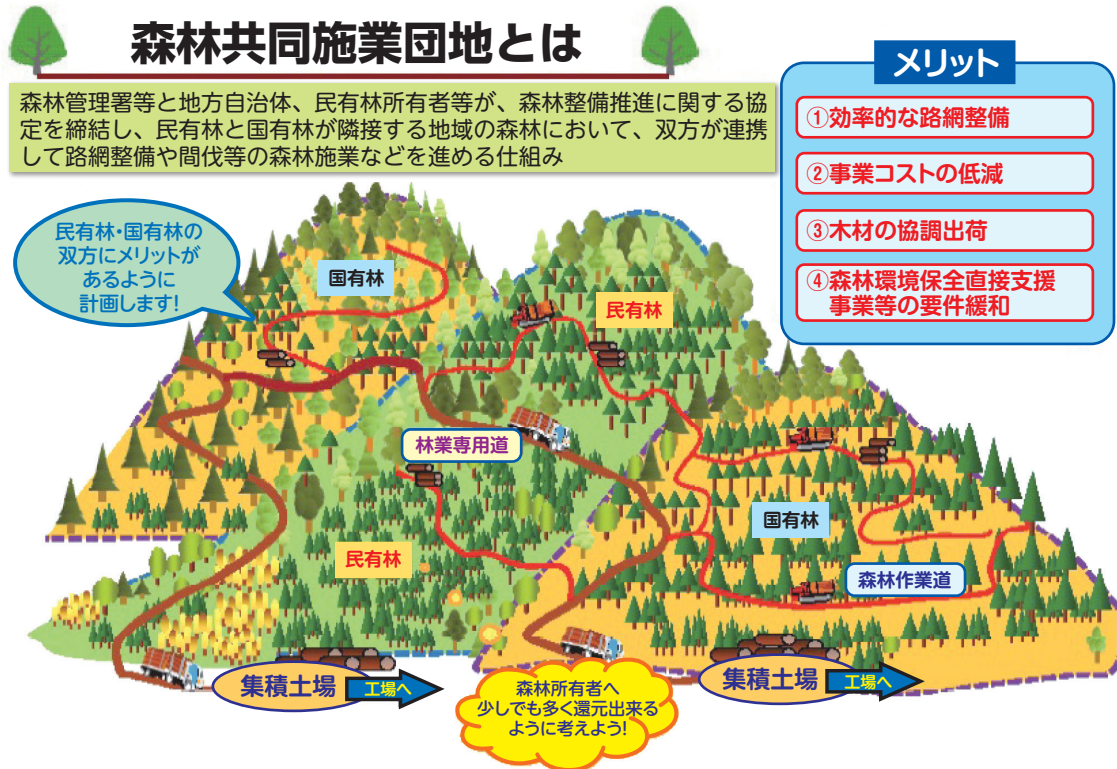 森林共同施業団地とは
森林管理署等と地方自治体、民有林所有者等が、森林整備推進に関する協
定を締結し、民有林と国有林が隣接する地域の森林において、双方が連携
して路網整備や間伐等の森林施業などを進める仕組み
メリット
①効率的な路網整備
②事業コストの低減
③木材の協調出荷
④森林環境保全直接支援
事業等の要件緩和
民有林・国有林の
双方にメリットが
あるように
計画します!
国有林
民有林
林業専用道
国有林
民有林
森林作業道
集積土場
工場へ
森林所有者へ
少しでも多く還元出来る
ように考えよう!
集積土場
工場へ